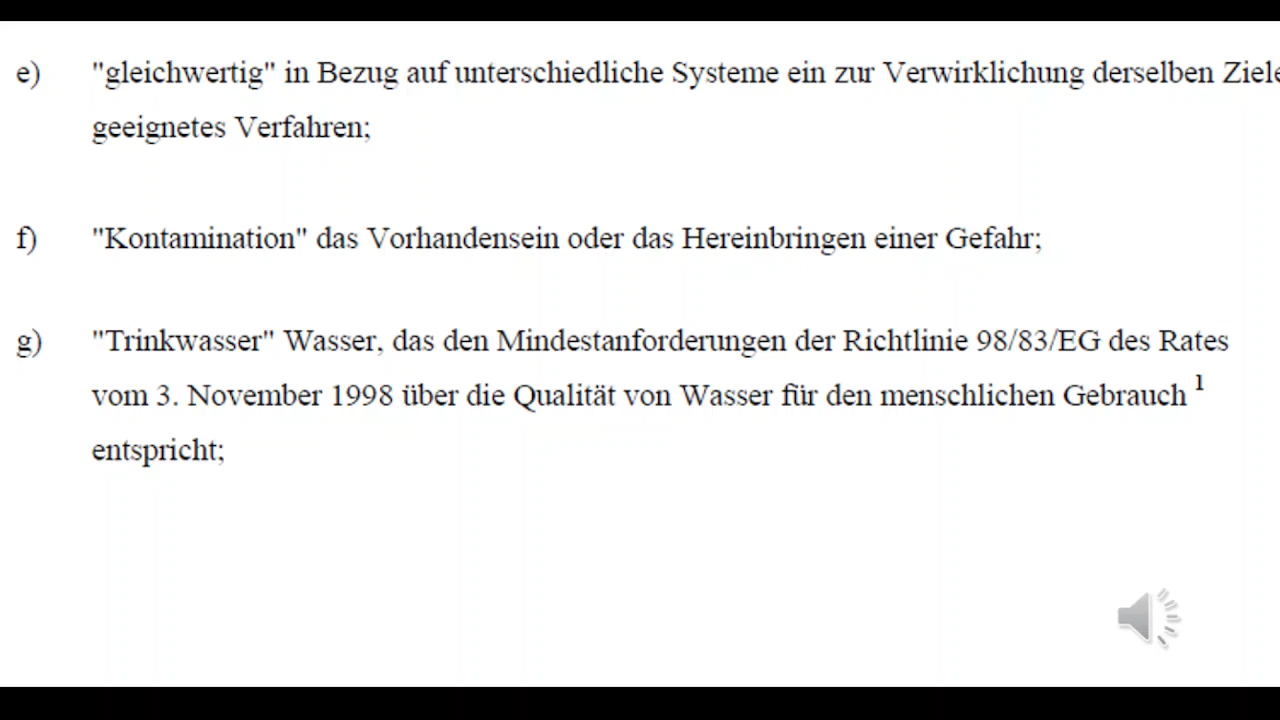 e) "gleichwertig" in Bezug auf unterschiedliche Systeme ein zur Verwirklichung derselben Ziele
geeignetes Verfahren;
f) "Kontamination" das Vorhandensein oder das Hereinbringen einer Gefahr;
g) "Trinkwasser" Wasser, das den Mindestanforderungen der Richtlinie 98/83/EG des Rates
vom 3. November 1998 über die Qualität von Wasser für den menschlichen Gebrauch ¹
entspricht;